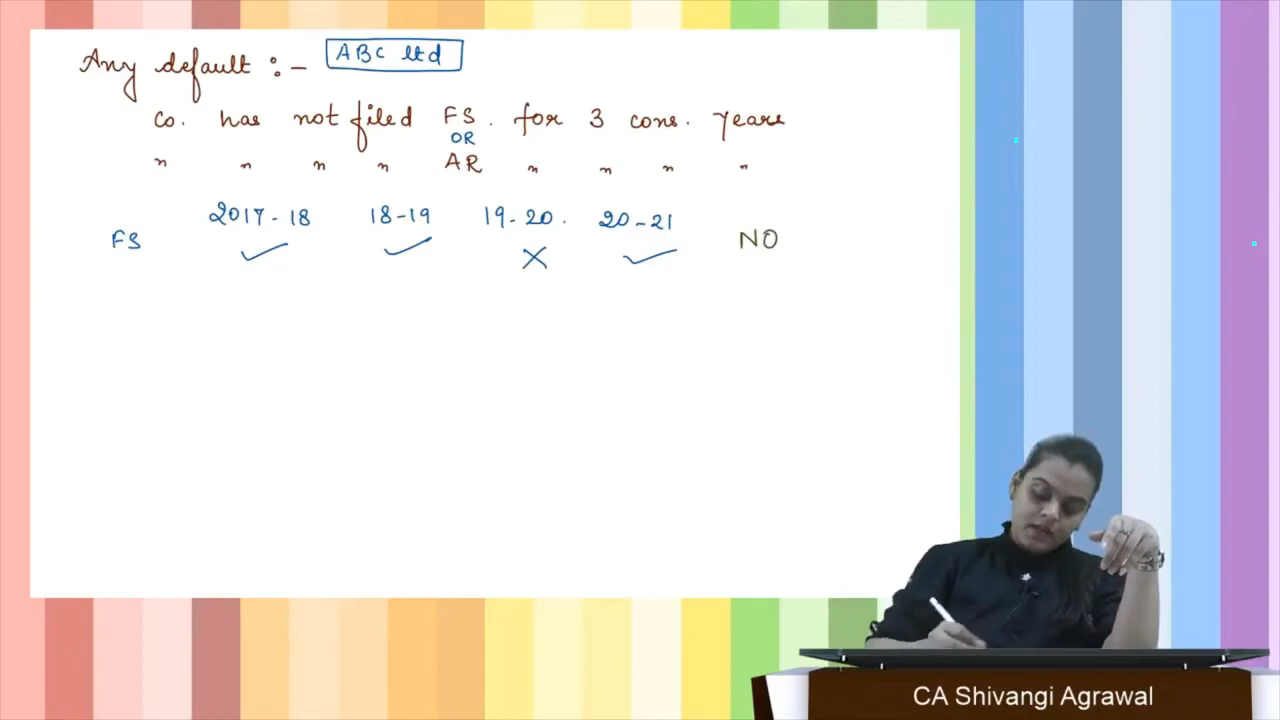 Any default :- ABC ltd
Co. has not filed FS. for 3 cons. years
OR
" " " " AR " " " "
2017-18 18-19 19-20. 20-21
FS ✓ ✓ X ✓ NO
CA Shivangi Agrawal